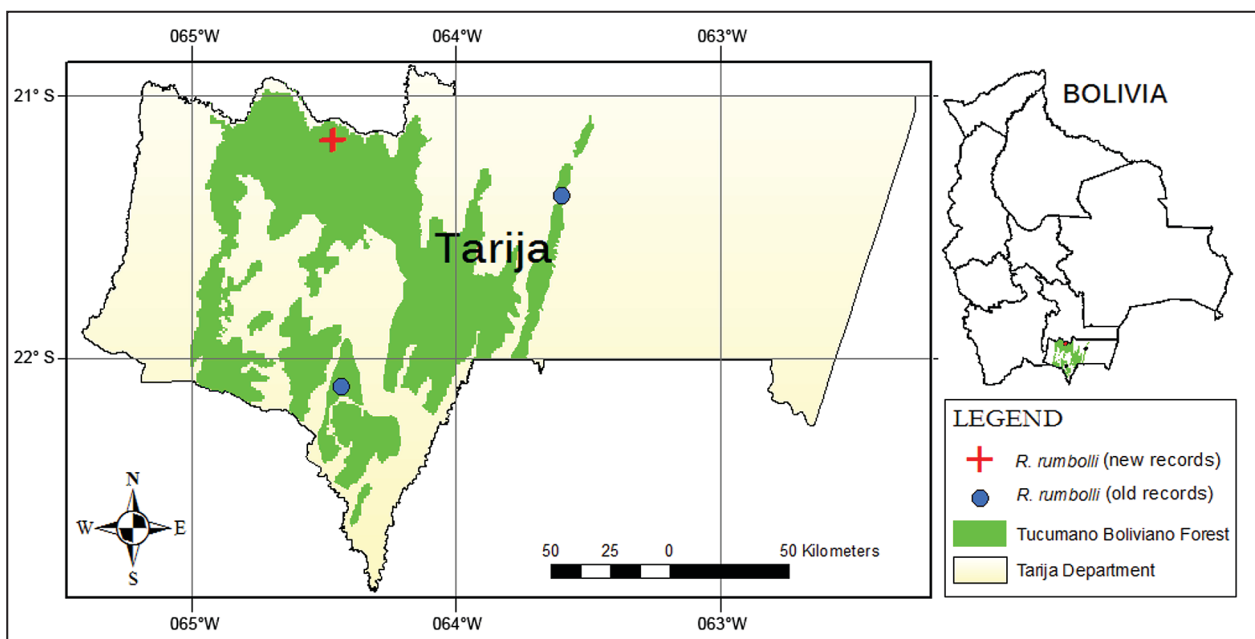 065°W 064°W 063°W
21° S
BOLIVIA
Tarija
22° S
LEGEND
R. rumbolli (new records)
R. rumbolli (old records)
Tucumano Boliviano Forest
Tarija Department
N
W E
S
50 25 0 50 Kilometers
065°W 064°W 063°W